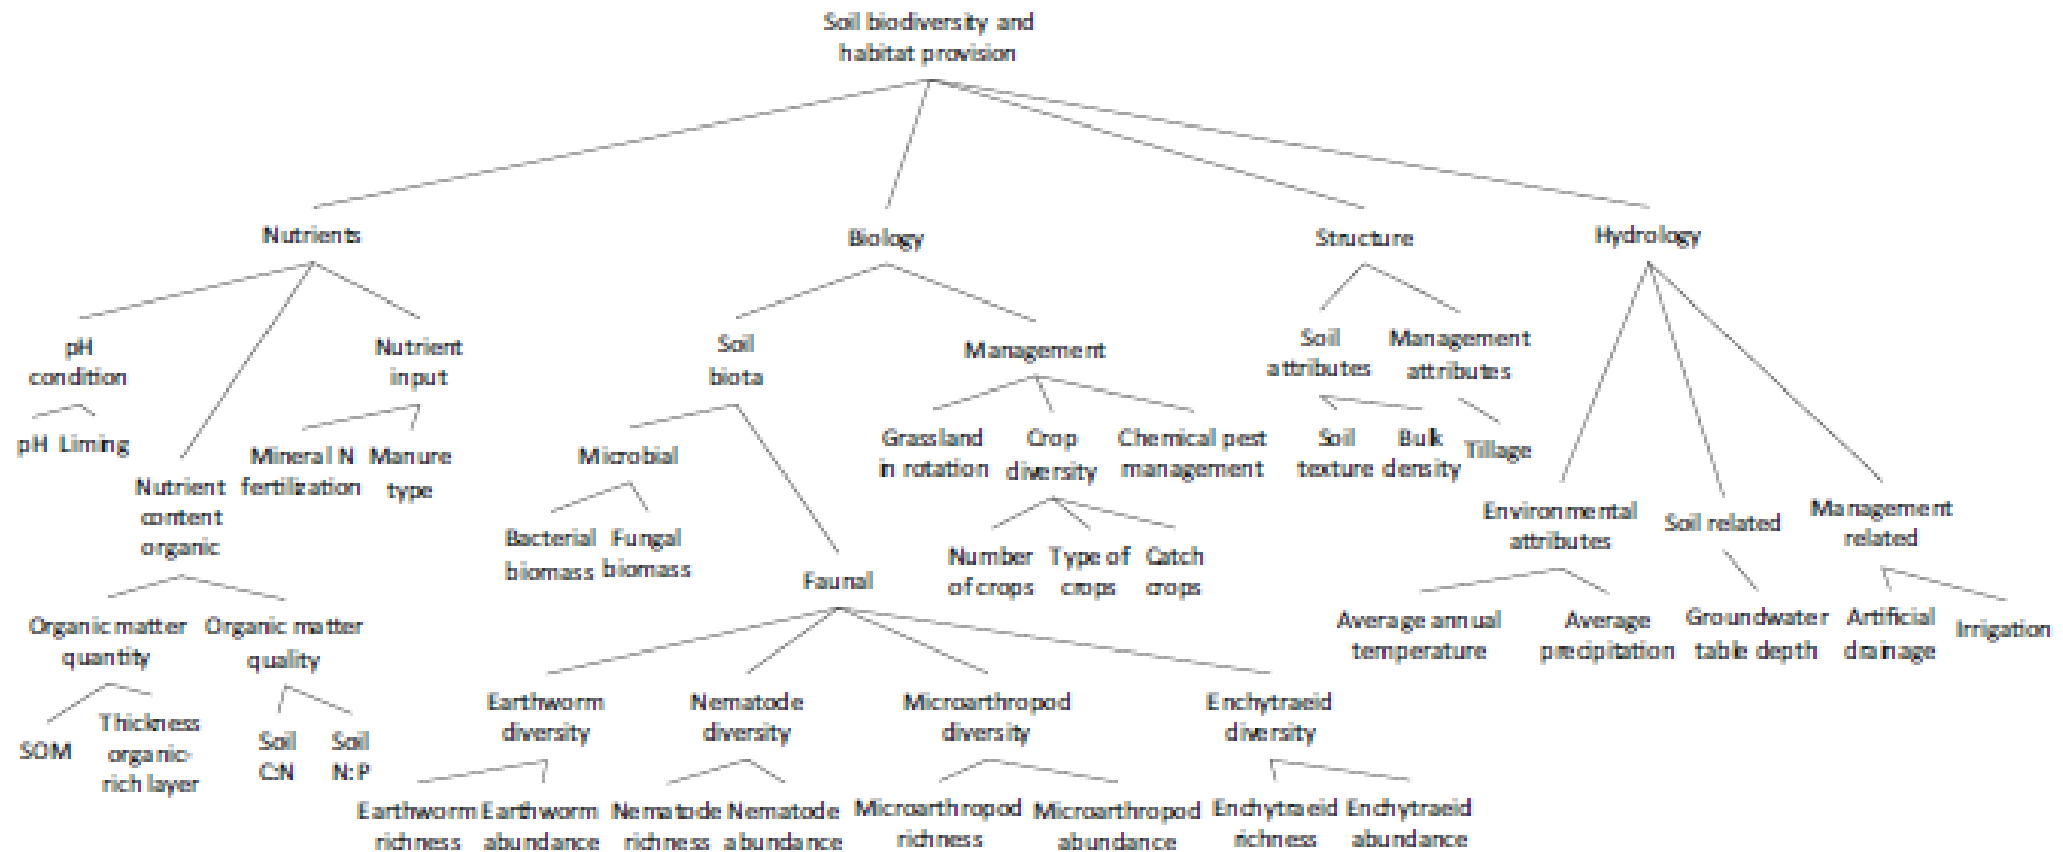 Soil biodiversity and
habitat provision
Nutrients
Biology
Structure
Hydrology
pH
condition
Nutrient
input
Soil
biota
Management
Soil
attributes
Management
attributes
pH
Liming
Mineral N
fertilization
Manure
type
Nutrient
content
organic
Microbial
Grassland
in rotation
Crop
diversity
Chemical pest
management
Soil
texture
Bulk
density
Tillage
Environmental
attributes
Soil related
Management
related
Bacterial
biomass
Fungal
biomass
Faunal
Number
of crops
Type of
crops
Catch
crops
Organic matter
quantity
Organic matter
quality
Average annual
temperature
Average
precipitation
Groundwater
table depth
Artificial
drainage
Irrigation
SOM
Thickness
organic-
rich layer
Soil
C:N
Soil
N:P
Earthworm
diversity
Nematode
diversity
Microarthropod
diversity
Enchytraeid
diversity
Earthworm
richness
Earthworm
abundance
Nematode
richness
Nematode
abundance
Microarthropod
richness
Microarthropod
abundance
Enchytraeid
richness
Enchytraeid
abundance